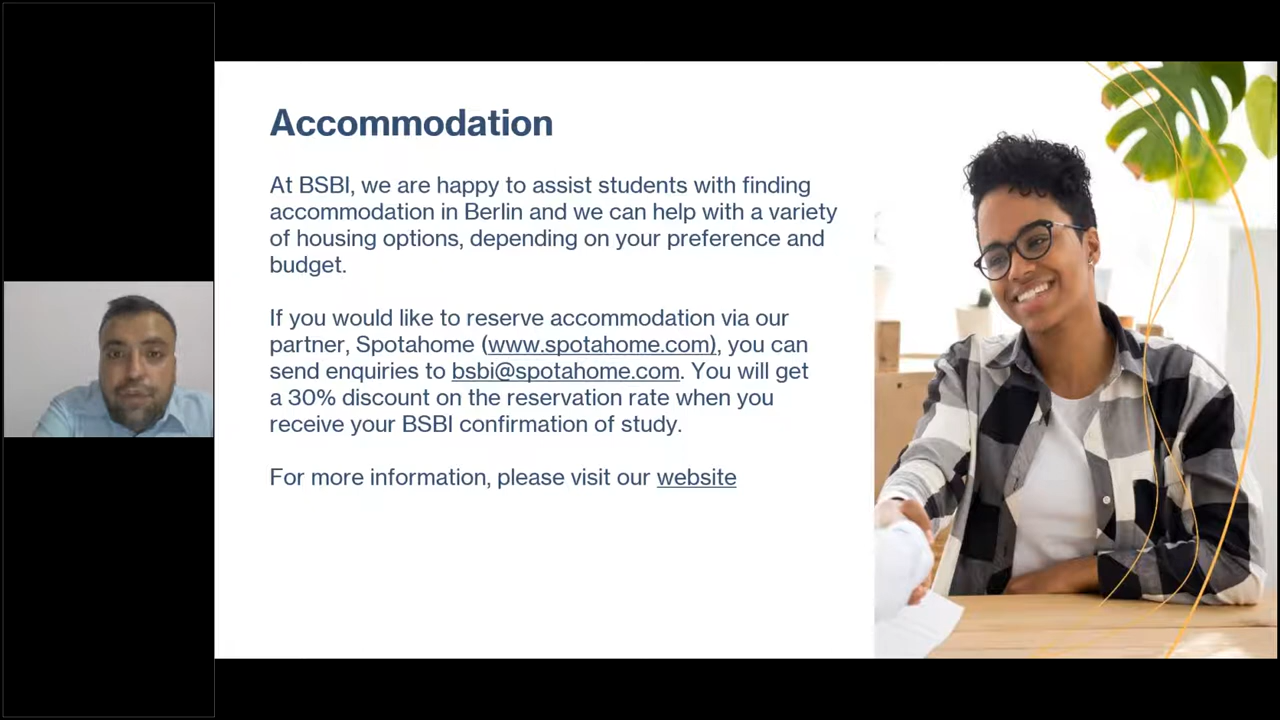 Accommodation
At BSBI, we are happy to assist students with finding
accommodation in Berlin and we can help with a variety
of housing options, depending on your preference and
budget.
If you would like to reserve accommodation via our
partner, Spotahome (www.spotahome.com), you can
send enquiries to bsbi@spotahome.com. You will get
a 30% discount on the reservation rate when you
receive your BSBI confirmation of study.
For more information, please visit our website